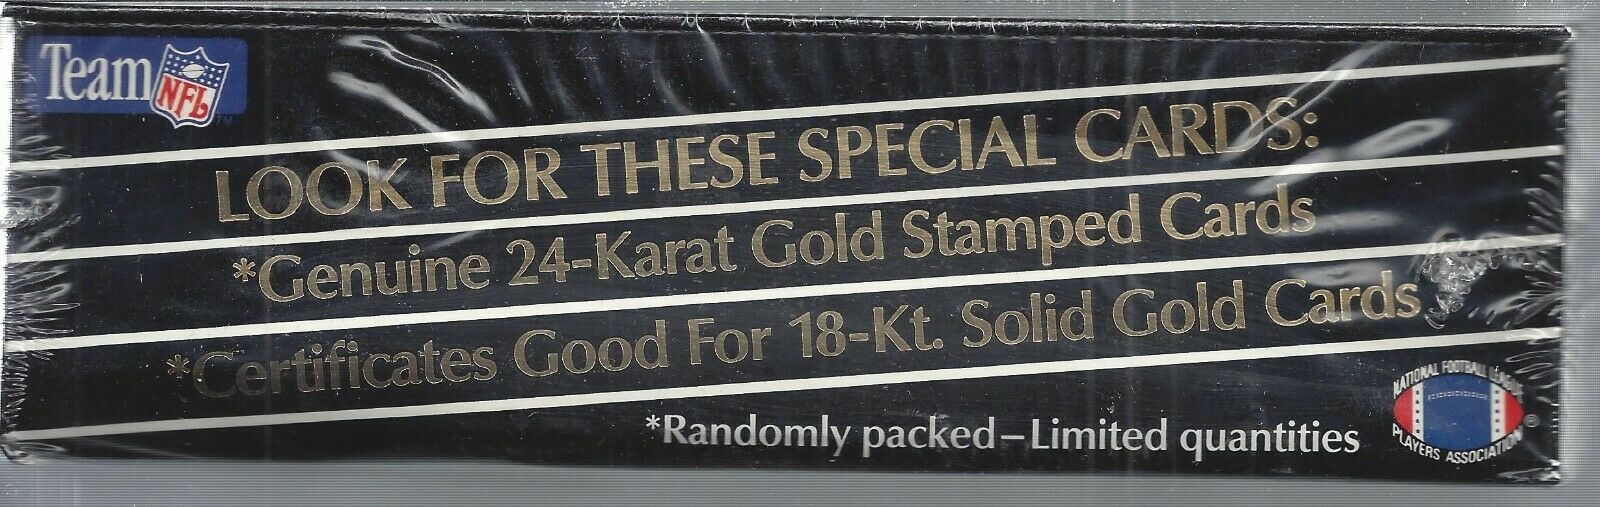 Team NFL™
LOOK FOR THESE SPECIAL CARDS:
*Genuine 24-Karat Gold Stamped Cards
*Certificates Good For 18-Kt. Solid Gold Cards
*Randomly packed–Limited quantities
NATIONAL FOOTBALL LEAGUE
PLAYERS ASSOCIATION®